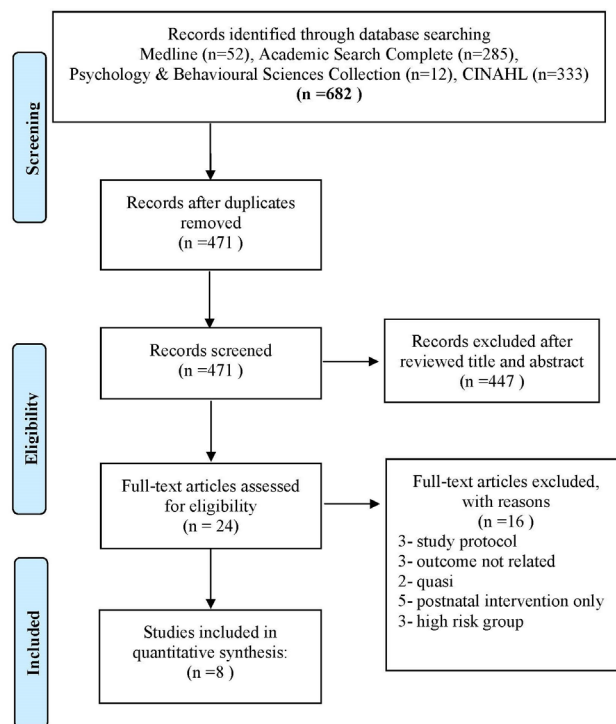 Screening
Records identified through database searching
Medline (n=52), Academic Search Complete (n=285),
Psychology & Behavioural Sciences Collection (n=12), CINAHL (n=333)
(n =682 )
Records after duplicates
removed
(n =471 )
Eligibility
Records screened
(n =471 )
Records excluded after
reviewed title and abstract
(n =447 )
Full-text articles assessed
for eligibility
(n = 24)
Full-text articles excluded,
with reasons
(n =16 )
3- study protocol
3- outcome not related
2- quasi
5- postnatal intervention only
3- high risk group
Included
Studies included in
quantitative synthesis:
(n =8 )